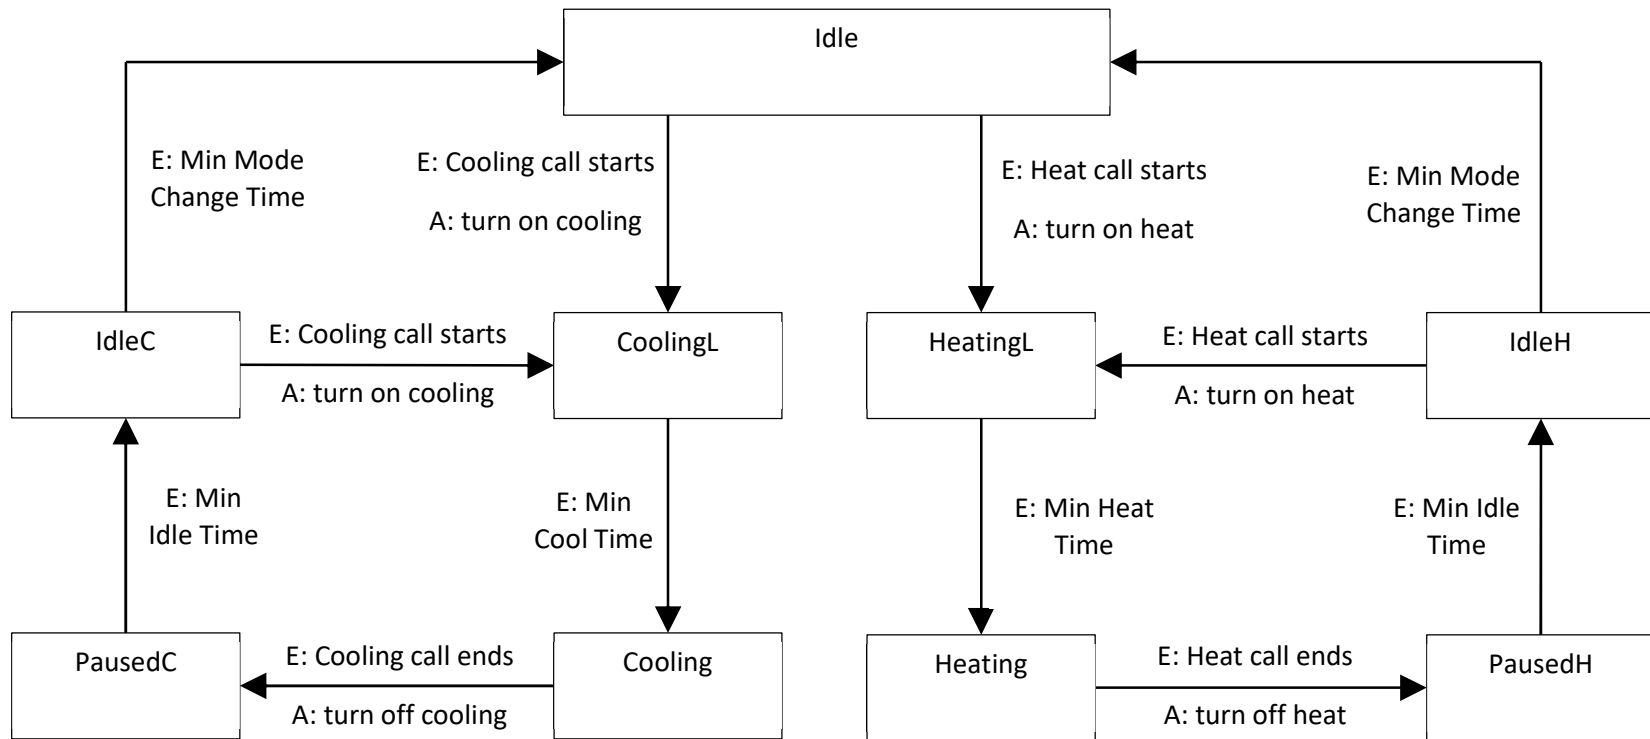 Idle
E: Min Mode
Change Time
E: Cooling call starts
A: turn on cooling
E: Heat call starts
A: turn on heat
E: Min Mode
Change Time
IdleC
E: Cooling call starts
A: turn on cooling
CoolingL
HeatingL
E: Heat call starts
A: turn on heat
IdleH
E: Min
Idle Time
E: Min
Cool Time
E: Min Heat
Time
E: Min Idle
Time
PausedC
E: Cooling call ends
A: turn off cooling
Cooling
Heating
E: Heat call ends
A: turn off heat
PausedH